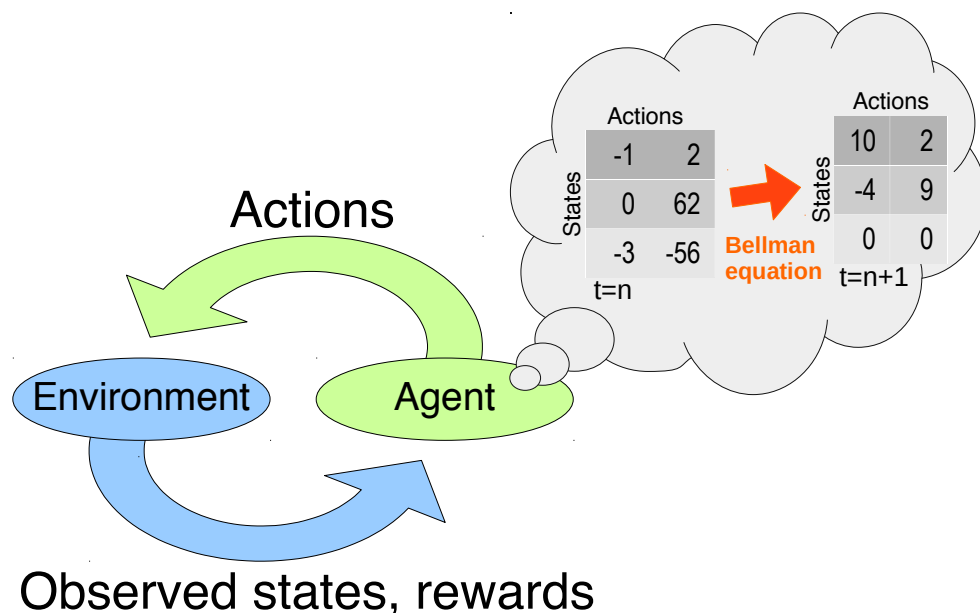 Actions
Actions
-1 2
0 62
-3 -56
States
t=n
Bellman
equation
Actions
10 2
-4 9
0 0
States
t=n+1
Environment
Agent
Observed states, rewards